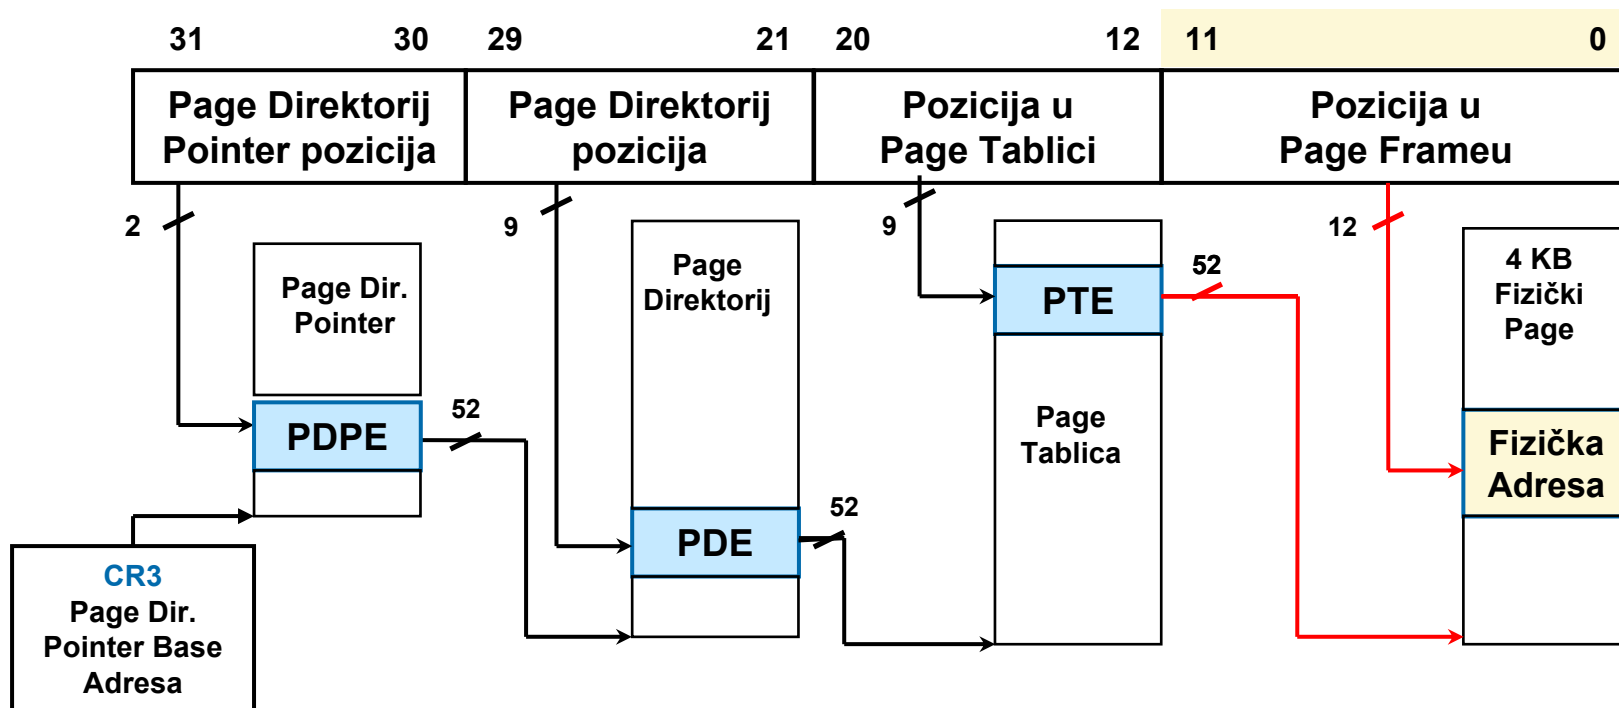 31 30 29 21 20 12 11 0
Page Direktorij
Pointer pozicija
Page Direktorij
pozicija
Pozicija u
Page Tablici
Pozicija u
Page Frameu
2
9
9
12
Page Dir.
Pointer
PDPE
52
CR3
Page Dir.
Pointer Base
Adresa
Page
Direktorij
PDE
52
PTE
52
Page
Tablica
4 KB
Fizički
Page
Fizička
Adresa